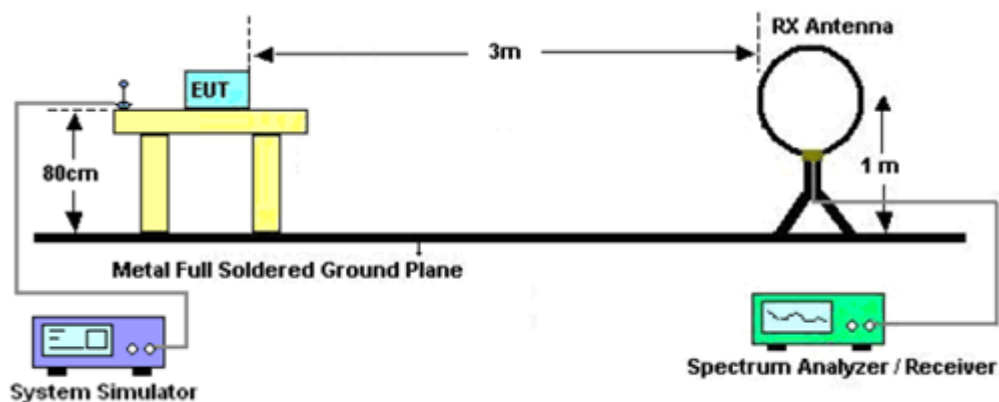 RX Antenna
3m
EUT
80cm
1 m
Metal Full Soldered Ground Plane
System Simulator
Spectrum Analyzer / Receiver